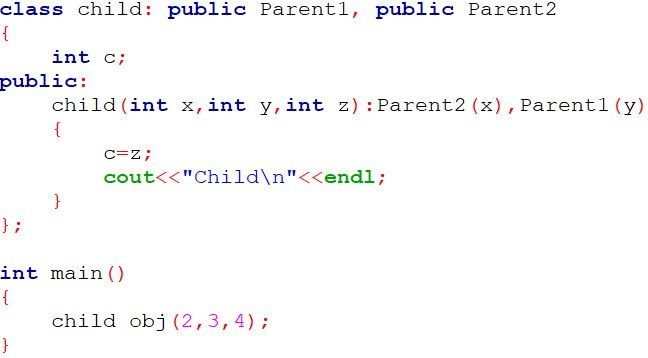 class child: public Parent1, public Parent2
{
    int c;
public:
    child(int x,int y,int z):Parent2(x),Parent1(y)
    {
        c=z;
        cout<<"Child\n"<<endl;
    }
};

int main()
{
    child obj(2,3,4);
}